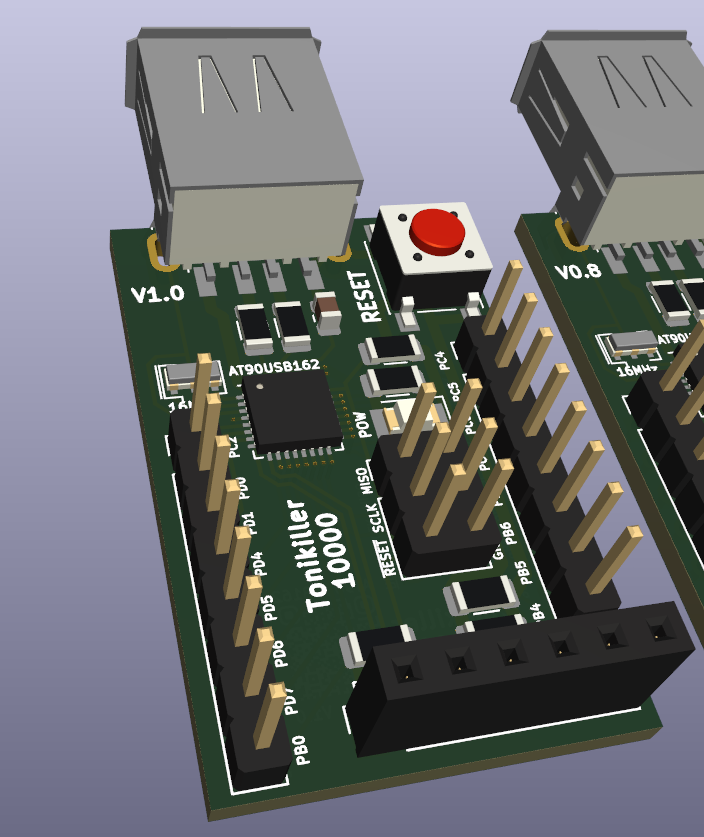 V1.0
V0.8
RESET
AT90USB162
AT90U
16MHz
PC4
PC5
POW
PC2
PD0
PD1
PD4
PD5
PD6
PD7
PB0
MISO
SCLK
RESET
PB6
PB5
PB4
Tonikiller
10000